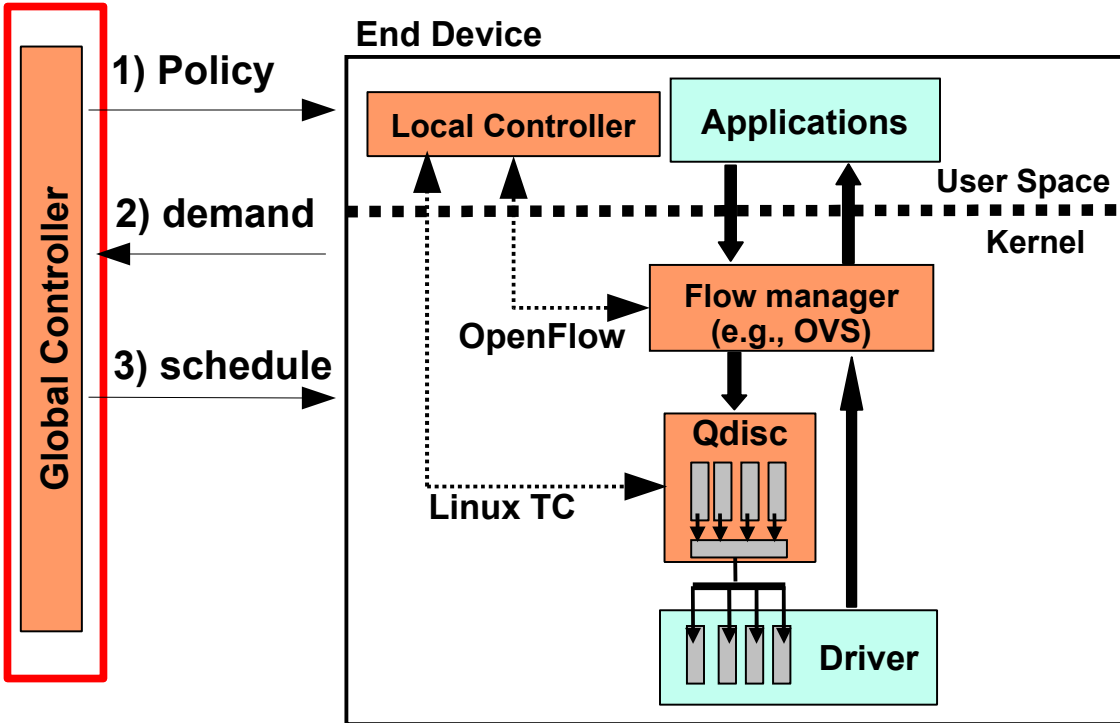 End Device
1) Policy
Local Controller
Applications
User Space
2) demand
Kernel
Global Controller
Flow manager
(e.g., OVS)
OpenFlow
3) schedule
Qdisc
Linux TC
Driver